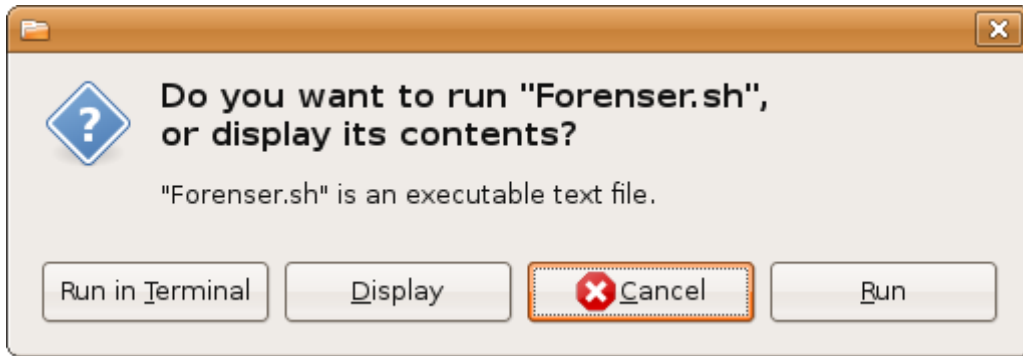 Do you want to run "Forenser.sh",
or display its contents?
"Forenser.sh" is an executable text file.
Run in Terminal
Display
Cancel
Run